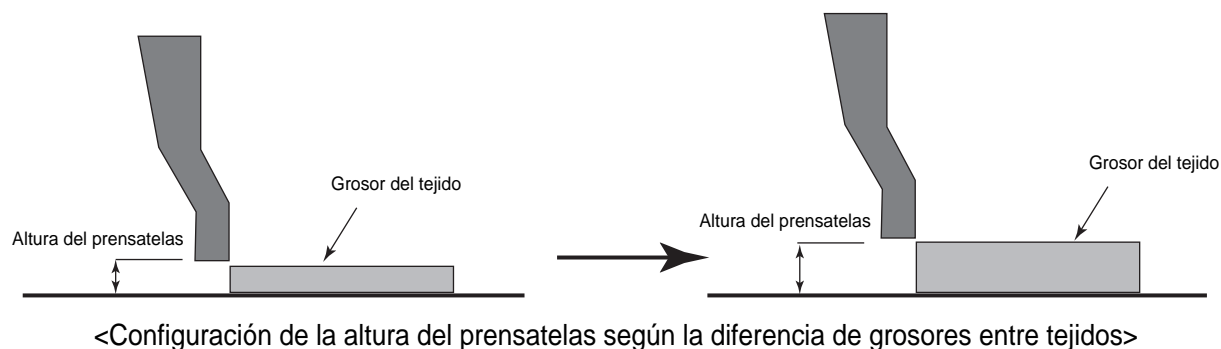 Grosor del tejido
Altura del prensatelas
Grosor del tejido
Altura del prensatelas
<Configuración de la altura del prensatelas según la diferencia de grosores entre tejidos>